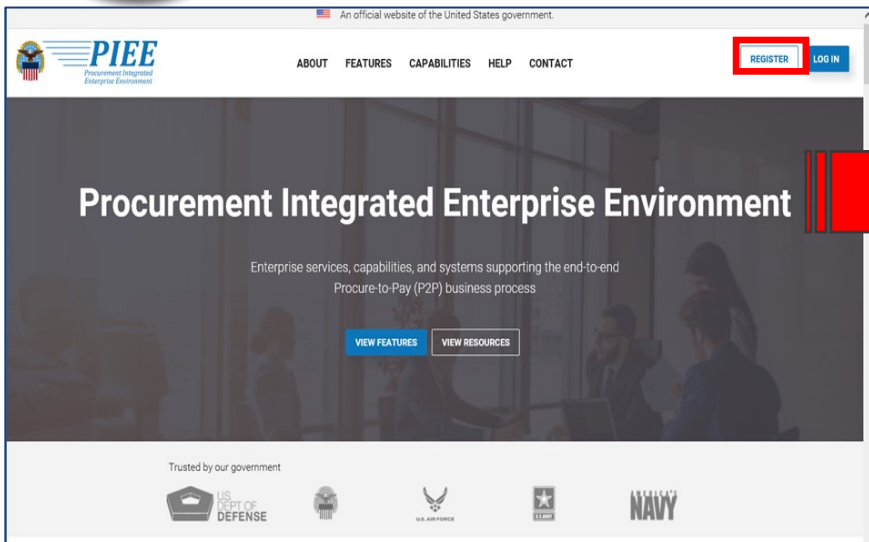 An official website of the United States government.
PIEE
Procurement Integrated
Enterprise Environment
ABOUT FEATURES CAPABILITIES HELP CONTACT
REGISTER LOG IN
Procurement Integrated Enterprise Environment
Enterprise services, capabilities, and systems supporting the end-to-end
Procure-to-Pay (P2P) business process
VIEW FEATURES VIEW RESOURCES
Trusted by our government
U.S.
DEPT OF
DEFENSE
U.S. AIR FORCE
U.S. ARMY
AMERICA'S
NAVY